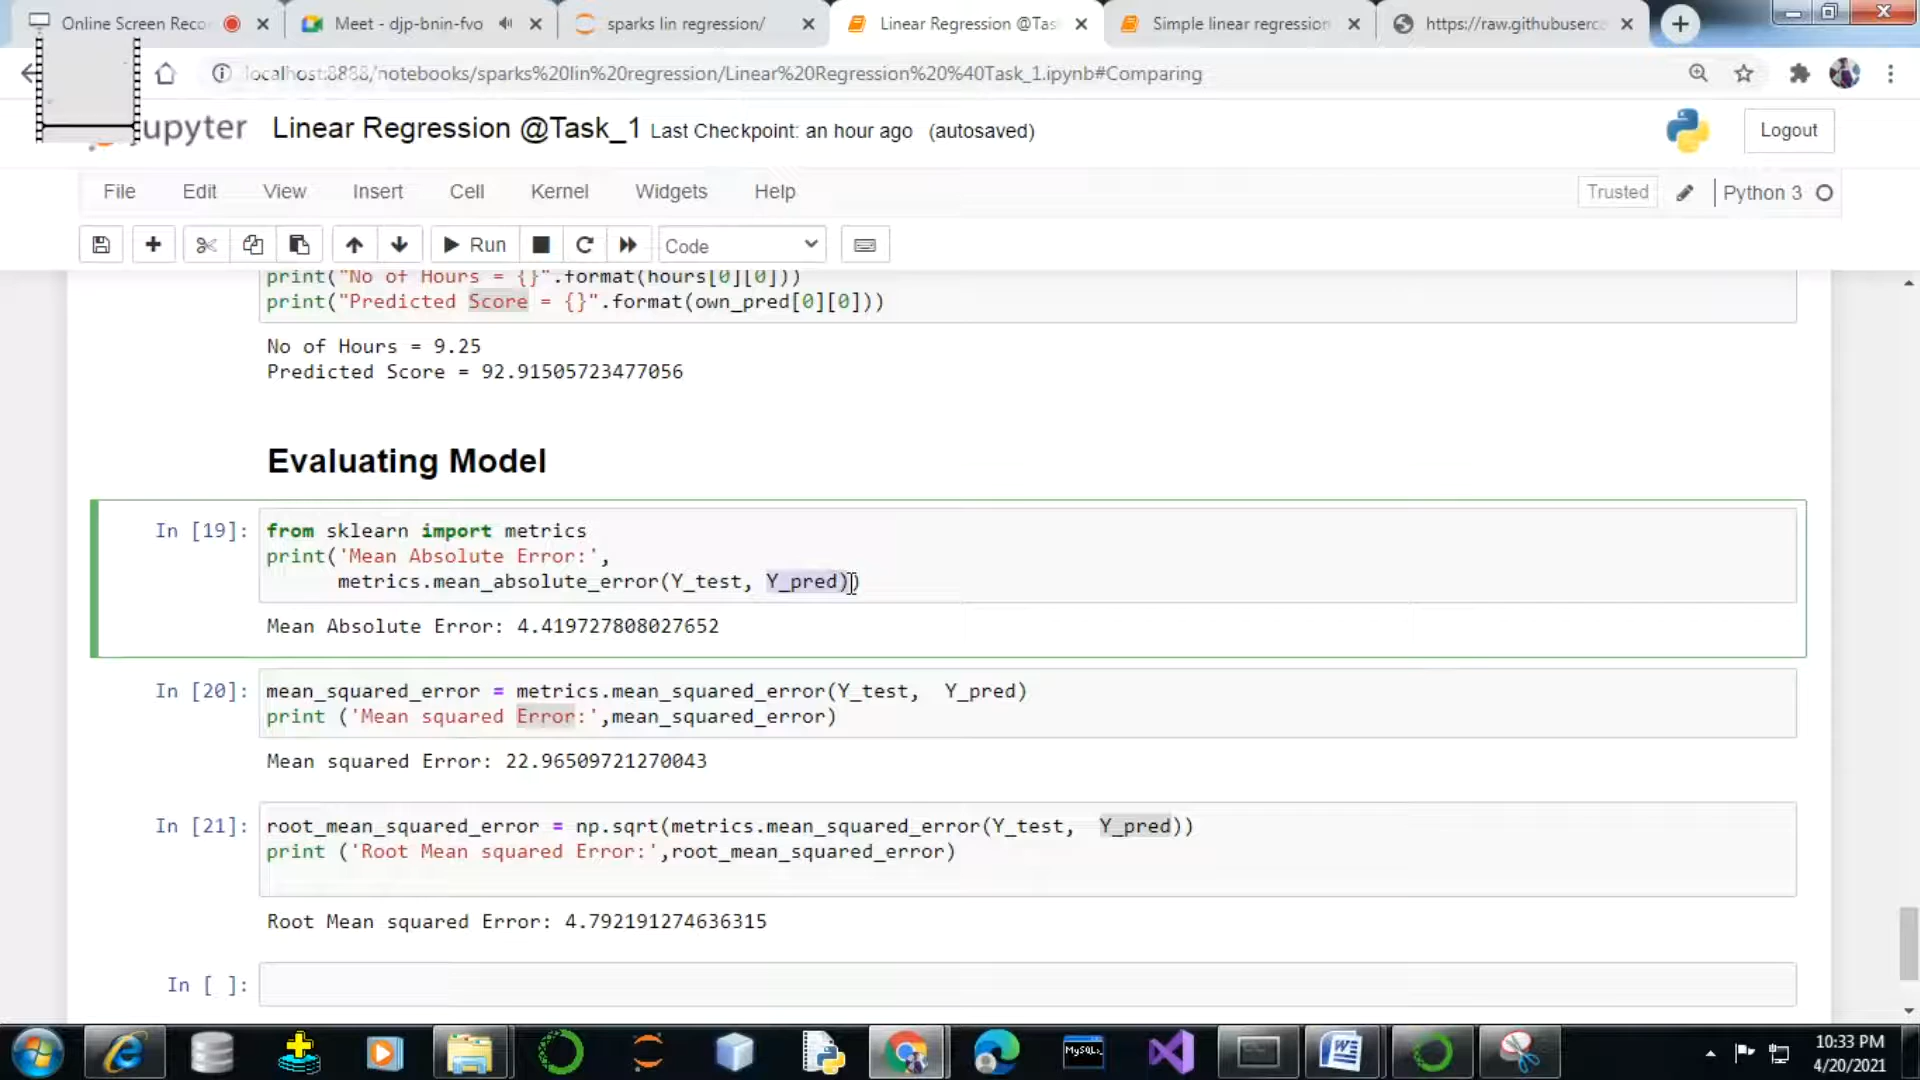 Online Screen Reco
Meet - djp-bnin-fvo
sparks lin regression/
Linear Regression @Tas
Simple linear regression
https://raw.githubuserco
localhost:8888/notebooks/sparks%20lin%20regression/Linear%20Regression%20%40Task_1.ipynb#Comparing
jupyter Linear Regression @Task_1 Last Checkpoint: an hour ago (autosaved)
Logout
File Edit View Insert Cell Kernel Widgets Help
Trusted Python 3
Run Code
print("No of Hours = {}".format(hours[0][0]))
print("Predicted Score = {}".format(own_pred[0][0]))
No of Hours = 9.25
Predicted Score = 92.91505723477056
Evaluating Model
In [19]: from sklearn import metrics
print('Mean Absolute Error:',
metrics.mean_absolute_error(Y_test, Y_pred))
Mean Absolute Error: 4.419727808027652
In [20]: mean_squared_error = metrics.mean_squared_error(Y_test,  Y_pred)
print ('Mean squared Error:',mean_squared_error)
Mean squared Error: 22.96509721270043
In [21]: root_mean_squared_error = np.sqrt(metrics.mean_squared_error(Y_test,  Y_pred))
print ('Root Mean squared Error:',root_mean_squared_error)
Root Mean squared Error: 4.792191274636315
In [ ]:
MySQL
10:33 PM
4/20/2021